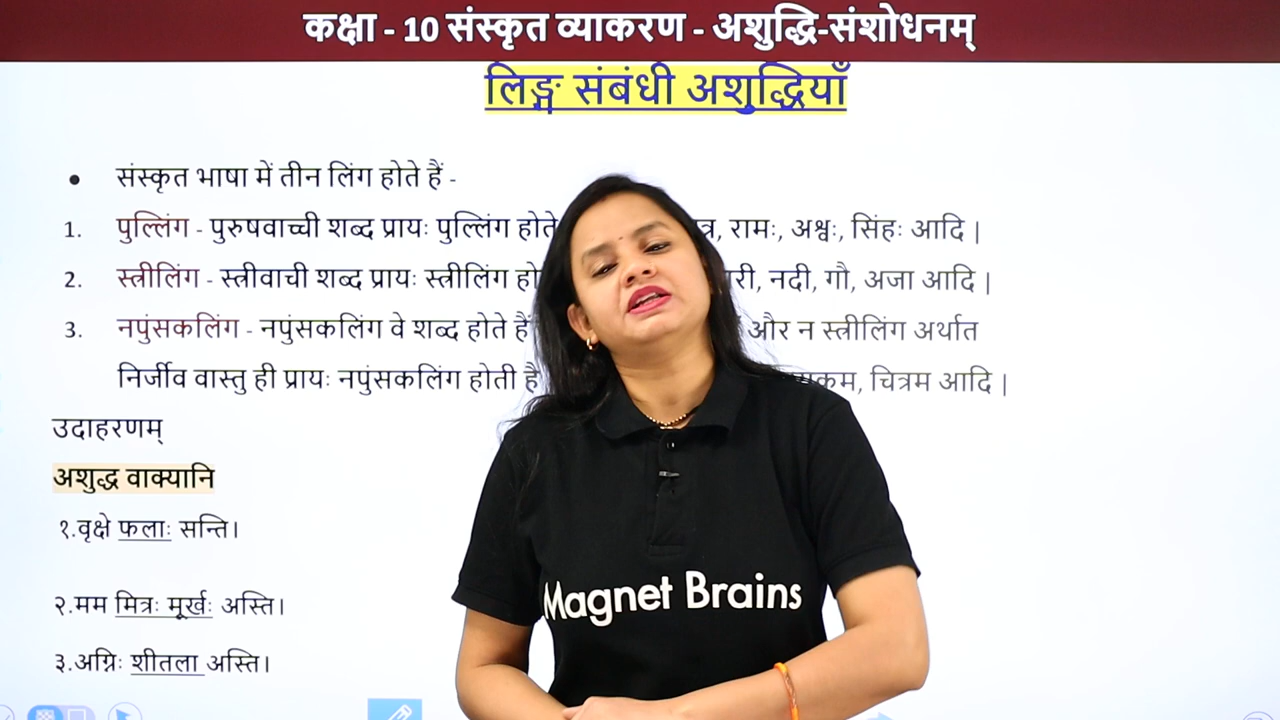 कक्षा - 10 संस्कृत व्याकरण - अशुद्धि-संशोधनम्
लिङ्ग संबंधी अशुद्धियाँ
• संस्कृत भाषा में तीन लिंग होते हैं -
1. पुल्लिंग - पुरुषवाच्ची शब्द प्रायः पुल्लिंग होते रामः, अश्वः, सिंहः आदि |
2. स्त्रीलिंग - स्त्रीवाची शब्द प्रायः स्त्रीलिंग नदी, गौ, अजा आदि |
3. नपुंसकलिंग - नपुंसकलिंग वे शब्द होते हैं और न स्त्रीलिंग अर्थात
निर्जीव वास्तु ही प्रायः नपुंसकलिंग होती है चित्रम आदि |
उदाहरणम्
अशुद्ध वाक्यानि
१.वृक्षे फलाः सन्ति।
२.मम मित्रः मूर्खः अस्ति।
३.अग्निः शीतला अस्ति।
Magnet Brains